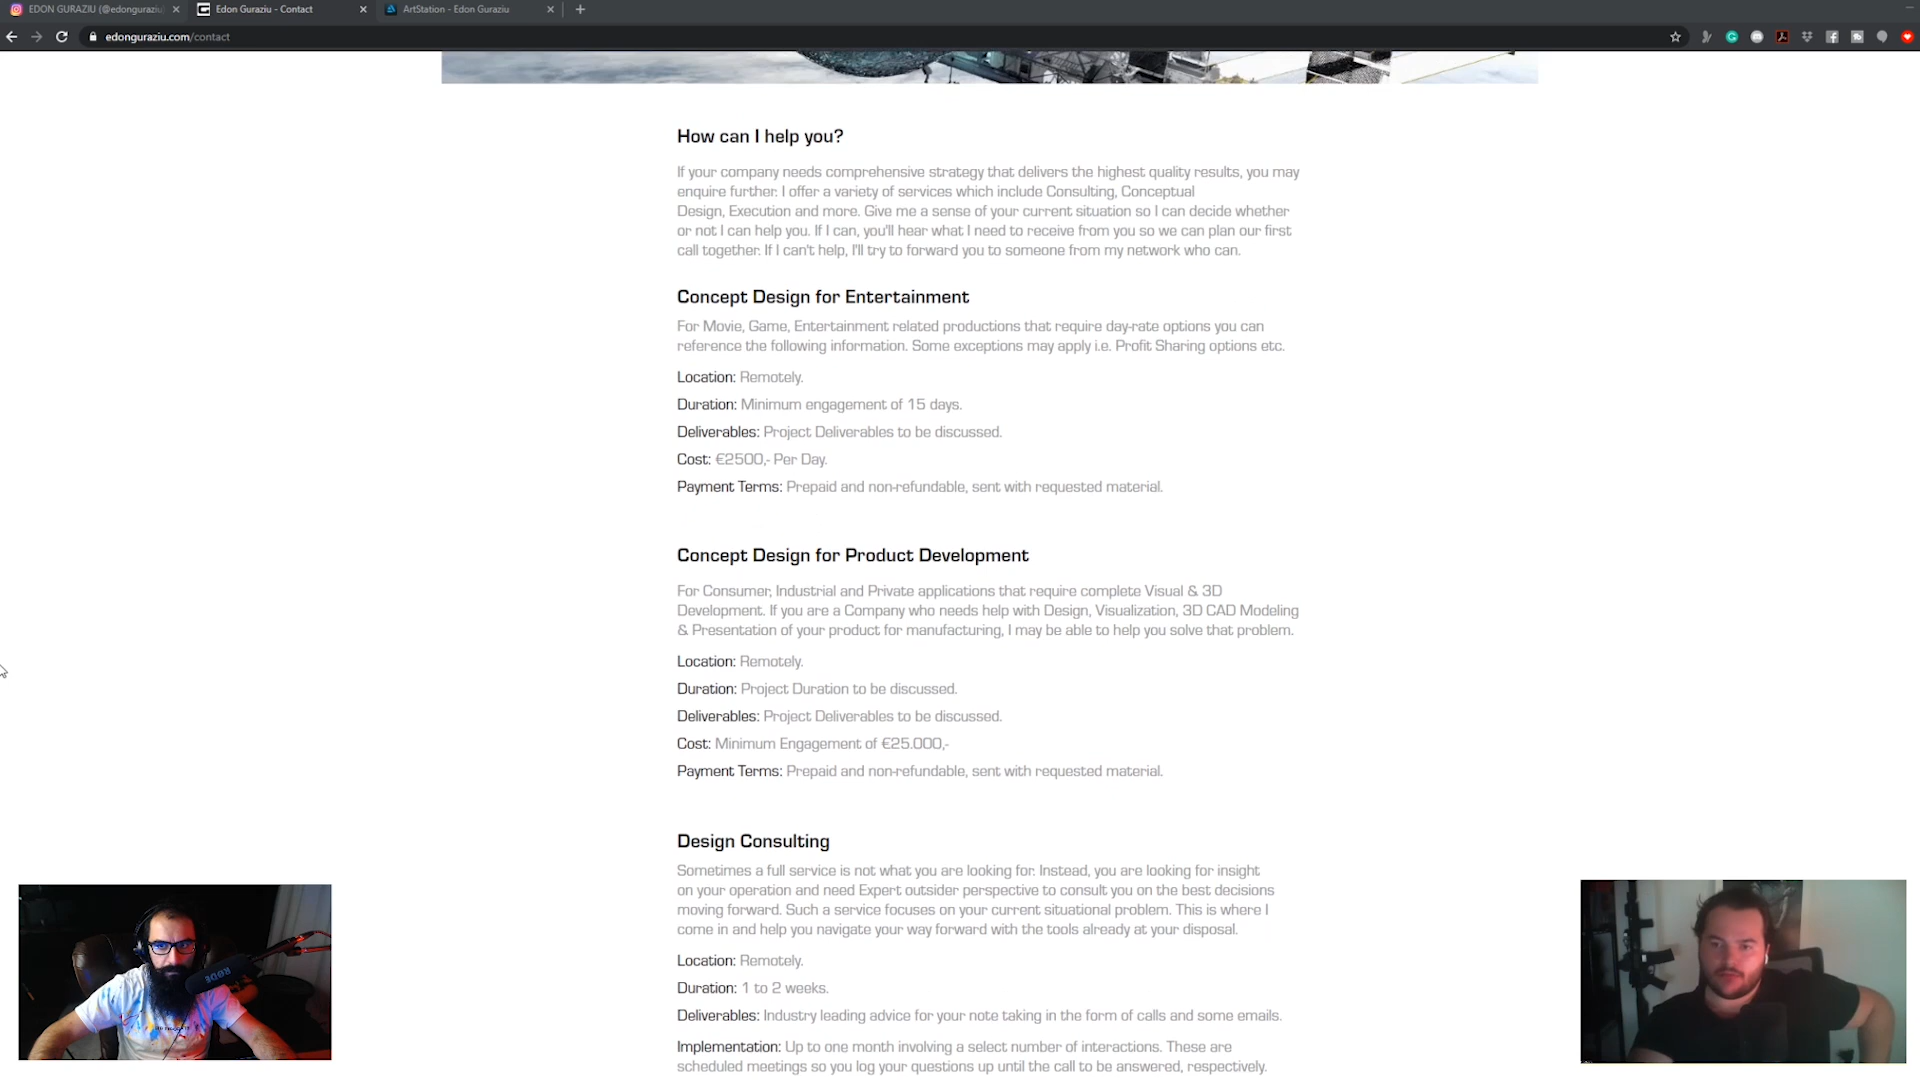 EDON GURAZIU (@edonguraziu)
Edon Guraziu - Contact
ArtStation - Edon Guraziu
edonguraziu.com/contact
How can I help you?
If your company needs comprehensive strategy that delivers the highest quality results, you may
enquire further. I offer a variety of services which include Consulting, Conceptual
Design, Execution and more. Give me a sense of your current situation so I can decide whether
or not I can help you. If I can, you'll hear what I need to receive from you so we can plan our first
call together. If I can't help, I'll try to forward you to someone from my network who can.
Concept Design for Entertainment
For Movie, Game, Entertainment related productions that require day-rate options you can
reference the following information. Some exceptions may apply i.e. Profit Sharing options etc.
Location: Remotely.
Duration: Minimum engagement of 15 days.
Deliverables: Project Deliverables to be discussed.
Cost: €2500,- Per Day.
Payment Terms: Prepaid and non-refundable, sent with requested material.
Concept Design for Product Development
For Consumer, Industrial and Private applications that require complete Visual & 3D
Development. If you are a Company who needs help with Design, Visualization, 3D CAD Modeling
& Presentation of your product for manufacturing, I may be able to help you solve that problem.
Location: Remotely.
Duration: Project Duration to be discussed.
Deliverables: Project Deliverables to be discussed.
Cost: Minimum Engagement of €25.000,-
Payment Terms: Prepaid and non-refundable, sent with requested material.
Design Consulting
Sometimes a full service is not what you are looking for. Instead, you are looking for insight
on your operation and need Expert outsider perspective to consult you on the best decisions
moving forward. Such a service focuses on your current situational problem. This is where I
come in and help you navigate your way forward with the tools already at your disposal.
Location: Remotely.
Duration: 1 to 2 weeks.
Deliverables: Industry leading advice for your note taking in the form of calls and some emails.
Implementation: Up to one month involving a select number of interactions. These are
scheduled meetings so you log your questions up until the call to be answered, respectively.
RØDE